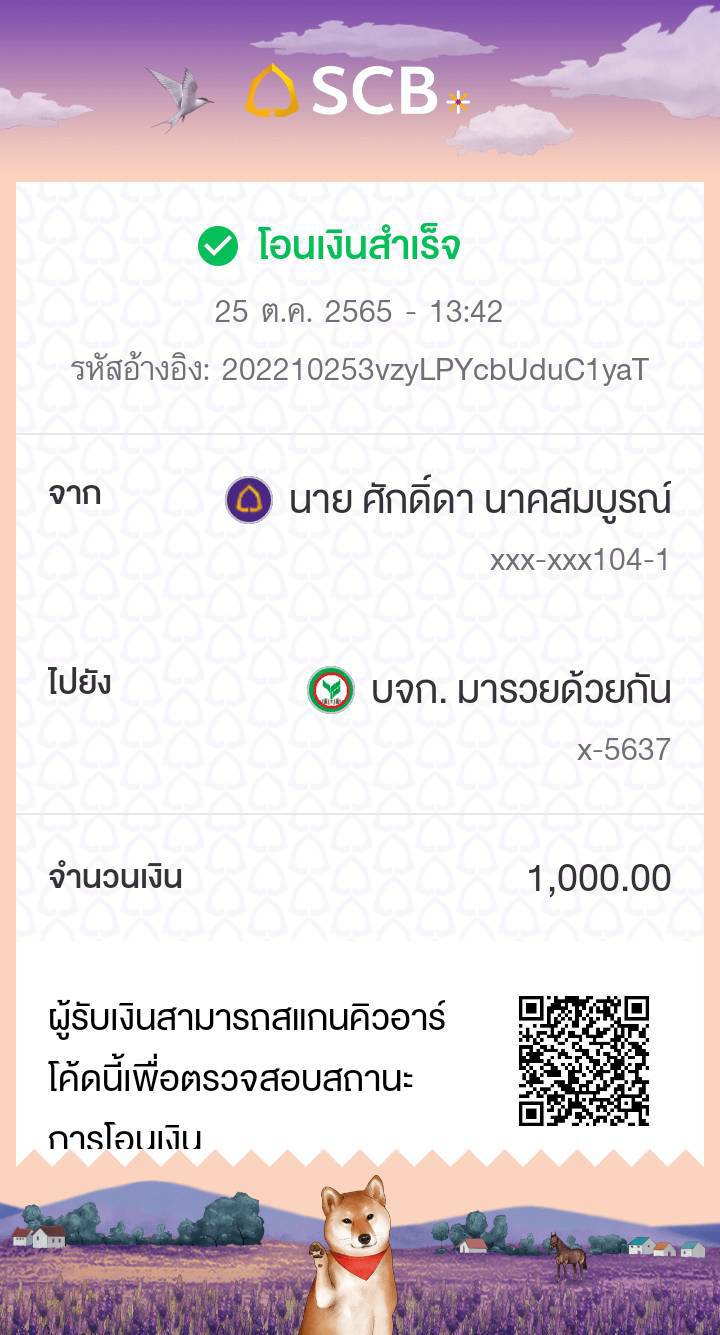 SCB
โอนเงินสำเร็จ
25 ต.ค. 2565 - 13:42
รหัสอ้างอิง: 202210253vzyLPYcbUduC1yaT
จาก นาย ศักดิ์ดา นาคสมบูรณ์
xxx-xxx104-1
ไปยัง บจก. มารวยด้วยกัน
x-5637
จำนวนเงิน 1,000.00
ผู้รับเงินสามารถสแกนคิวอาร์
โค้ดนี้เพื่อตรวจสอบสถานะ
การโอนเงิน